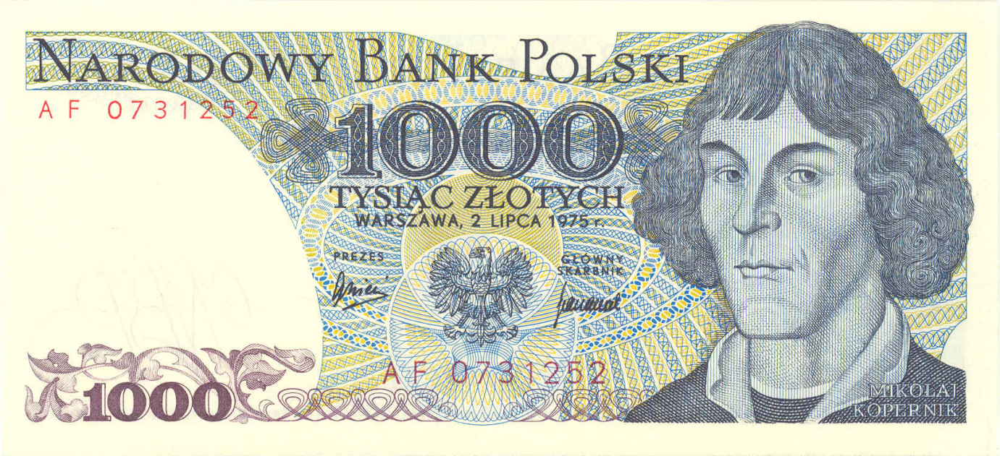 NARODOWY BANK POLSKI
AF 0731252
1000
TYSIĄC ZŁOTYCH
WARSZAWA, 2 LIPCA 1975 r.
PREZES
GŁÓWNY
SKARBNIK
AF 0731252
1000
MIKOŁAJ
KOPERNIK